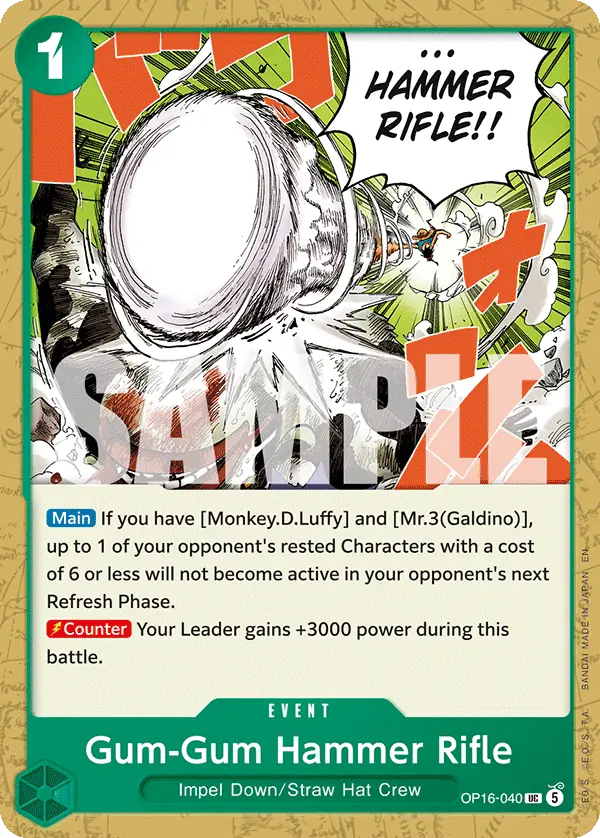 1
...
HAMMER
RIFLE!!
ドオ
SAMPLE
Main If you have [Monkey.D.Luffy] and [Mr.3(Galdino)],
up to 1 of your opponent's rested Characters with a cost
of 6 or less will not become active in your opponent's next
Refresh Phase.
Counter Your Leader gains +3000 power during this
battle.
EVENT
Gum-Gum Hammer Rifle
Impel Down/Straw Hat Crew
OP16-040 UC 5
E.O.S. E.O. S.T.A. BANDAI MADE IN JAPAN EN